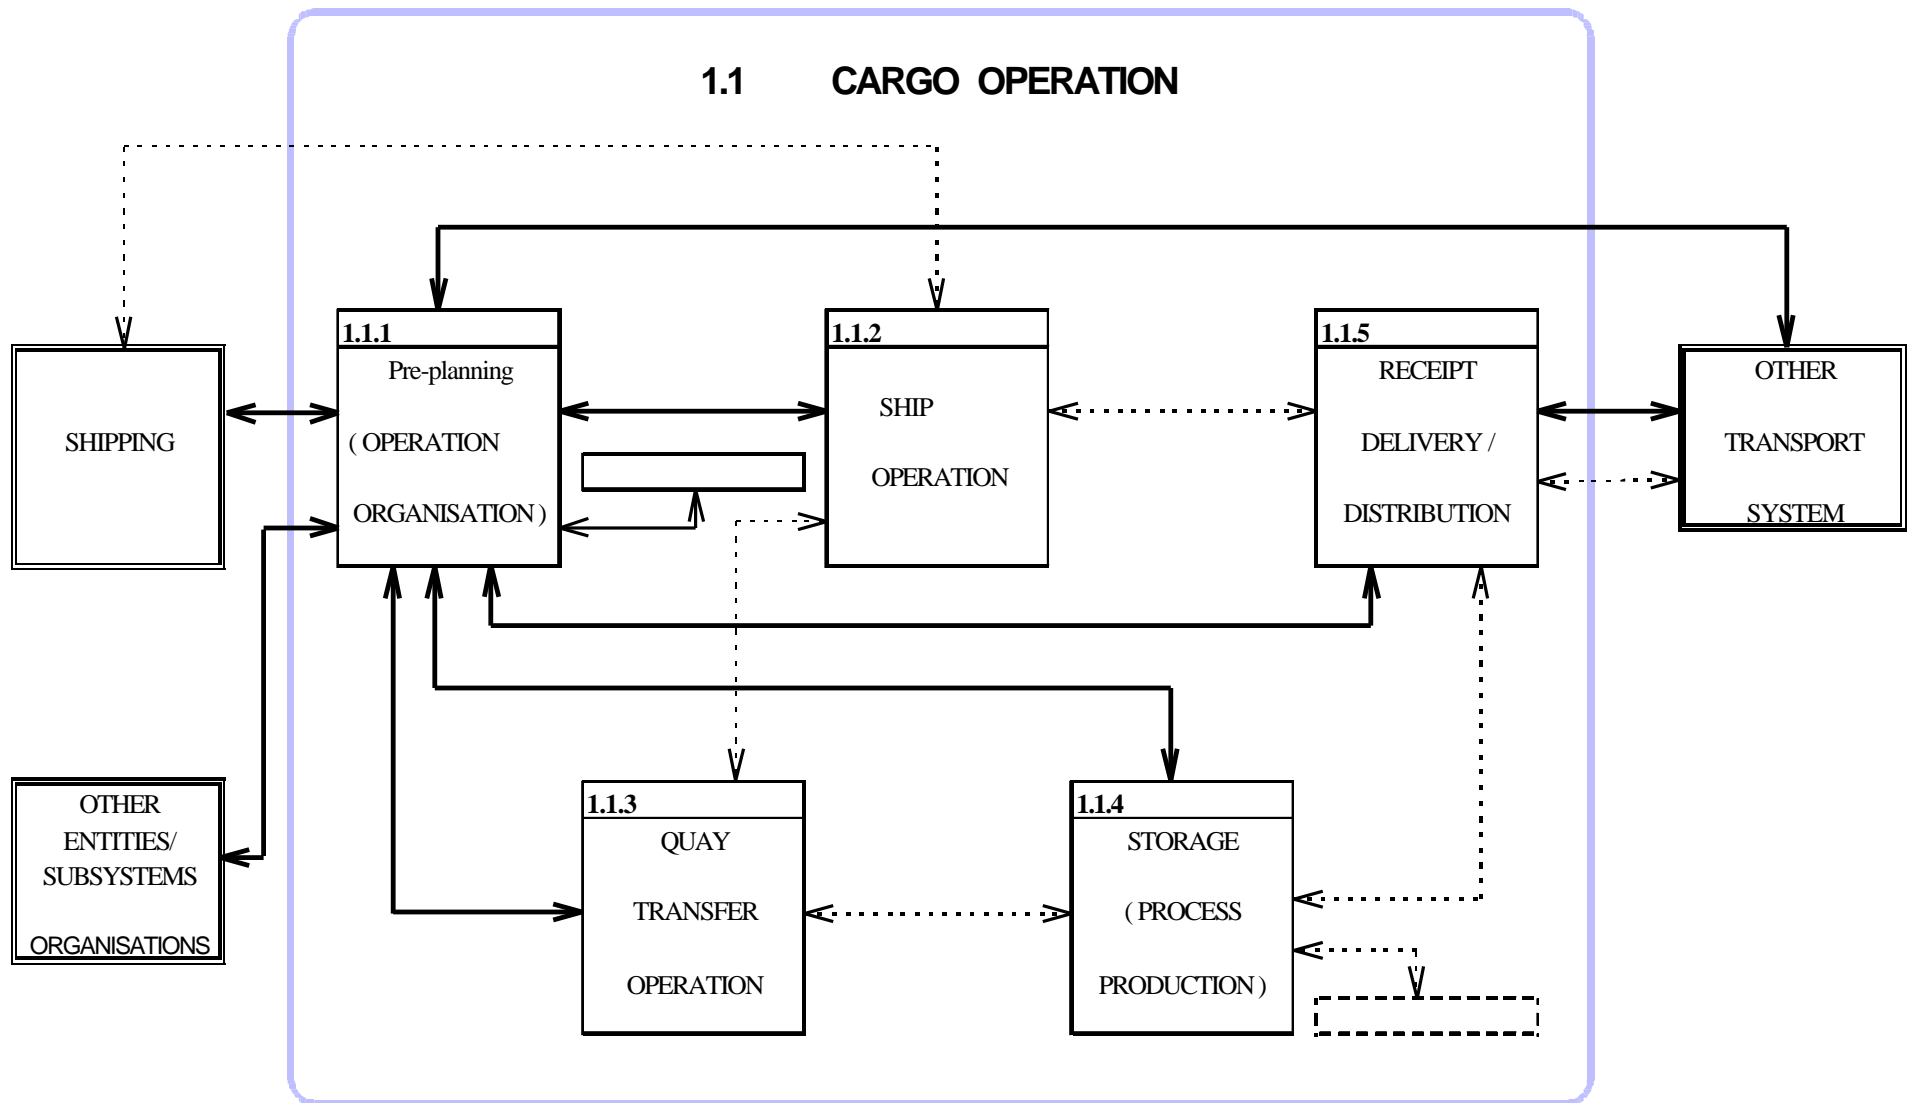 1.1 CARGO OPERATION
SHIPPING
1.1.1
Pre-planning
( OPERATION
ORGANISATION )
1.1.2
SHIP
OPERATION
1.1.5
RECEIPT
DELIVERY /
DISTRIBUTION
OTHER
TRANSPORT
SYSTEM
OTHER
ENTITIES/
SUBSYSTEMS
ORGANISATIONS
1.1.3
QUAY
TRANSFER
OPERATION
1.1.4
STORAGE
( PROCESS
PRODUCTION )